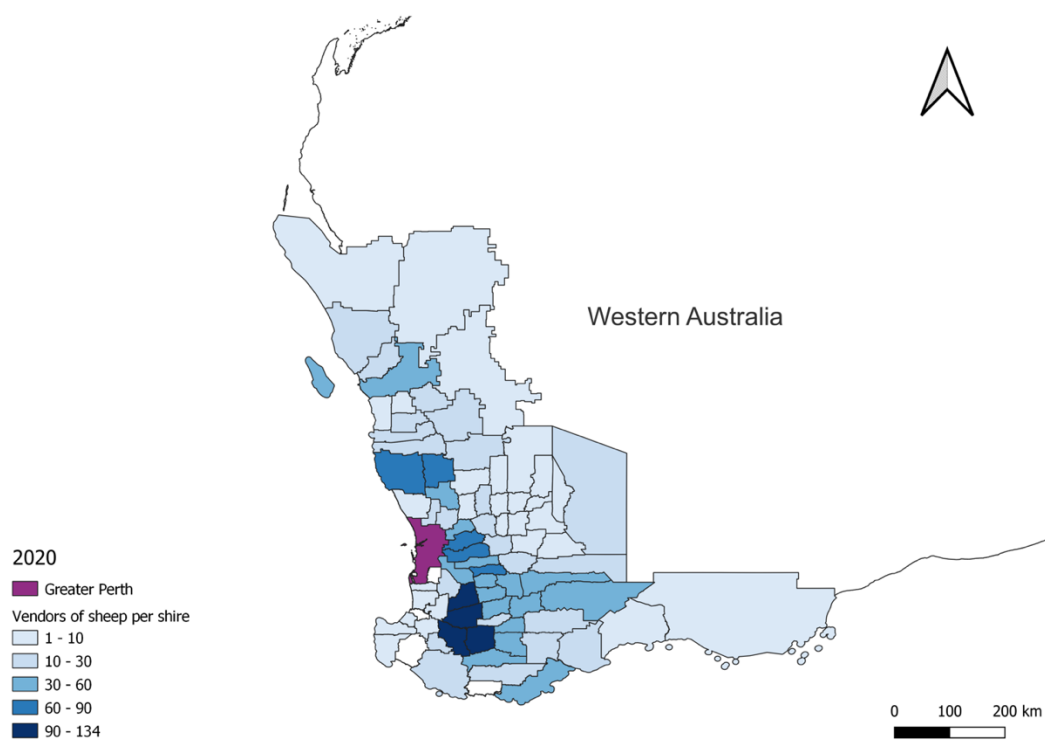 Western Australia
2020
Greater Perth
Vendors of sheep per shire
1 - 10
10 - 30
30 - 60
60 - 90
90 - 134
0 100 200 km